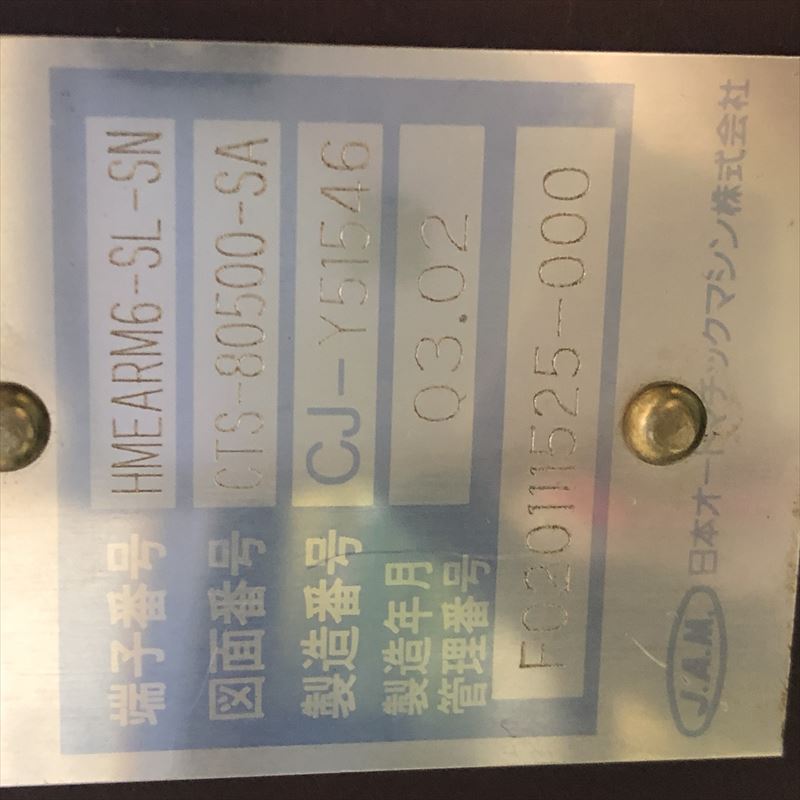 端子番号 HMEARM6-SL-SN
図面番号 CTS-80500-SA
製造番号 CJ-Y51546
製造年月 Q3.02
管理番号
F020111525-000
J.A.M. 日本オートマチックマシン株式会社